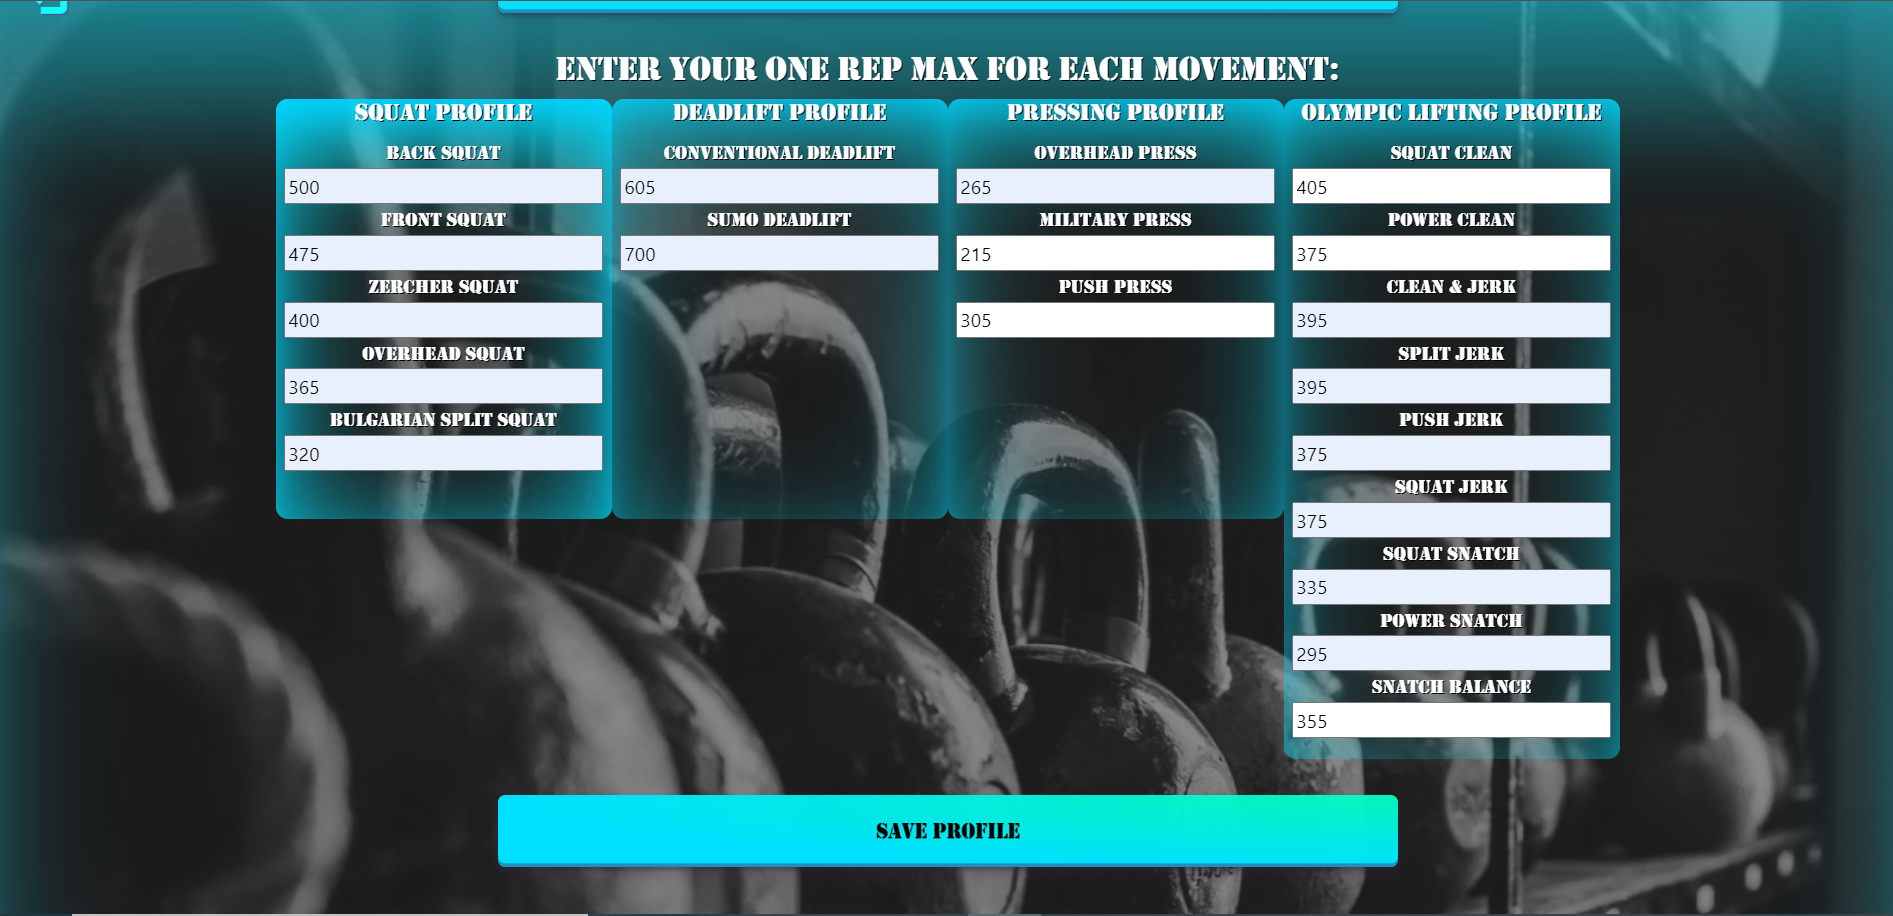 ENTER YOUR ONE REP MAX FOR EACH MOVEMENT:
SQUAT PROFILE
BACK SQUAT
500
FRONT SQUAT
475
ZERCHER SQUAT
400
OVERHEAD SQUAT
365
BULGARIAN SPLIT SQUAT
320
DEADLIFT PROFILE
CONVENTIONAL DEADLIFT
605
SUMO DEADLIFT
700
PRESSING PROFILE
OVERHEAD PRESS
265
MILITARY PRESS
215
PUSH PRESS
305
OLYMPIC LIFTING PROFILE
SQUAT CLEAN
405
POWER CLEAN
375
CLEAN & JERK
395
SPLIT JERK
395
PUSH JERK
375
SQUAT JERK
375
SQUAT SNATCH
335
POWER SNATCH
295
SNATCH BALANCE
355
SAVE PROFILE